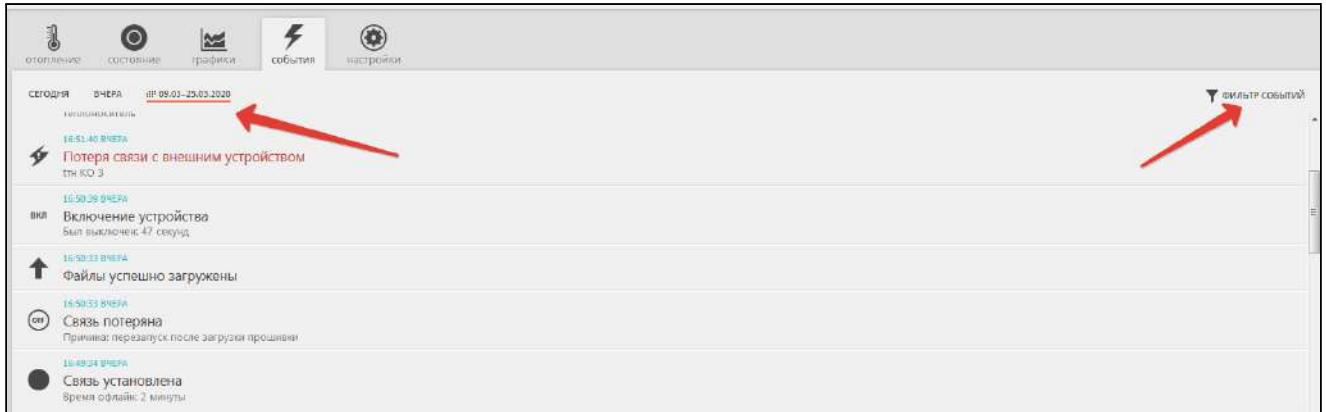 отопление состояние графики события настройки
СЕГОДНЯ ВЧЕРА 09.03–25.03.2020 ФИЛЬТР СОБЫТИЙ
теплоноситель
16:51:40 ВЧЕРА
Потеря связи с внешним устройством
ттн КО 3
16:50:39 ВЧЕРА
вкл Включение устройства
Был выключен: 47 секунд
16:50:33 ВЧЕРА
Файлы успешно загружены
16:50:33 ВЧЕРА
Связь потеряна
Причина: перезапуск после загрузки прошивки
16:49:34 ВЧЕРА
Связь установлена
Время офлайн: 2 минуты